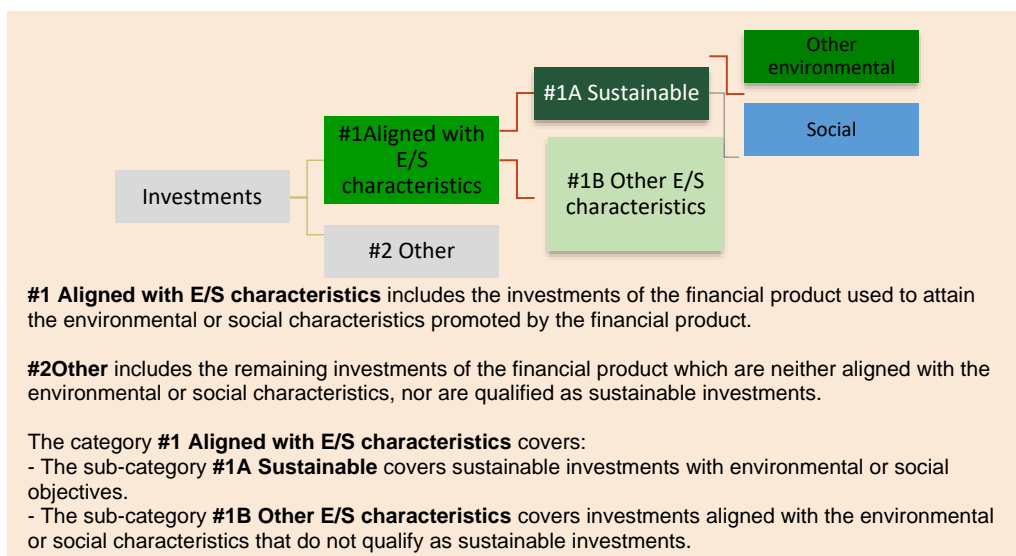 Other
environmental
#1A Sustainable
Social
#1Aligned with
E/S
characteristics
#1B Other E/S
characteristics
Investments
#2 Other
#1 Aligned with E/S characteristics includes the investments of the financial product used to attain
the environmental or social characteristics promoted by the financial product.
#2Other includes the remaining investments of the financial product which are neither aligned with the
environmental or social characteristics, nor are qualified as sustainable investments.
The category #1 Aligned with E/S characteristics covers:
- The sub-category #1A Sustainable covers sustainable investments with environmental or social
objectives.
- The sub-category #1B Other E/S characteristics covers investments aligned with the environmental
or social characteristics that do not qualify as sustainable investments.